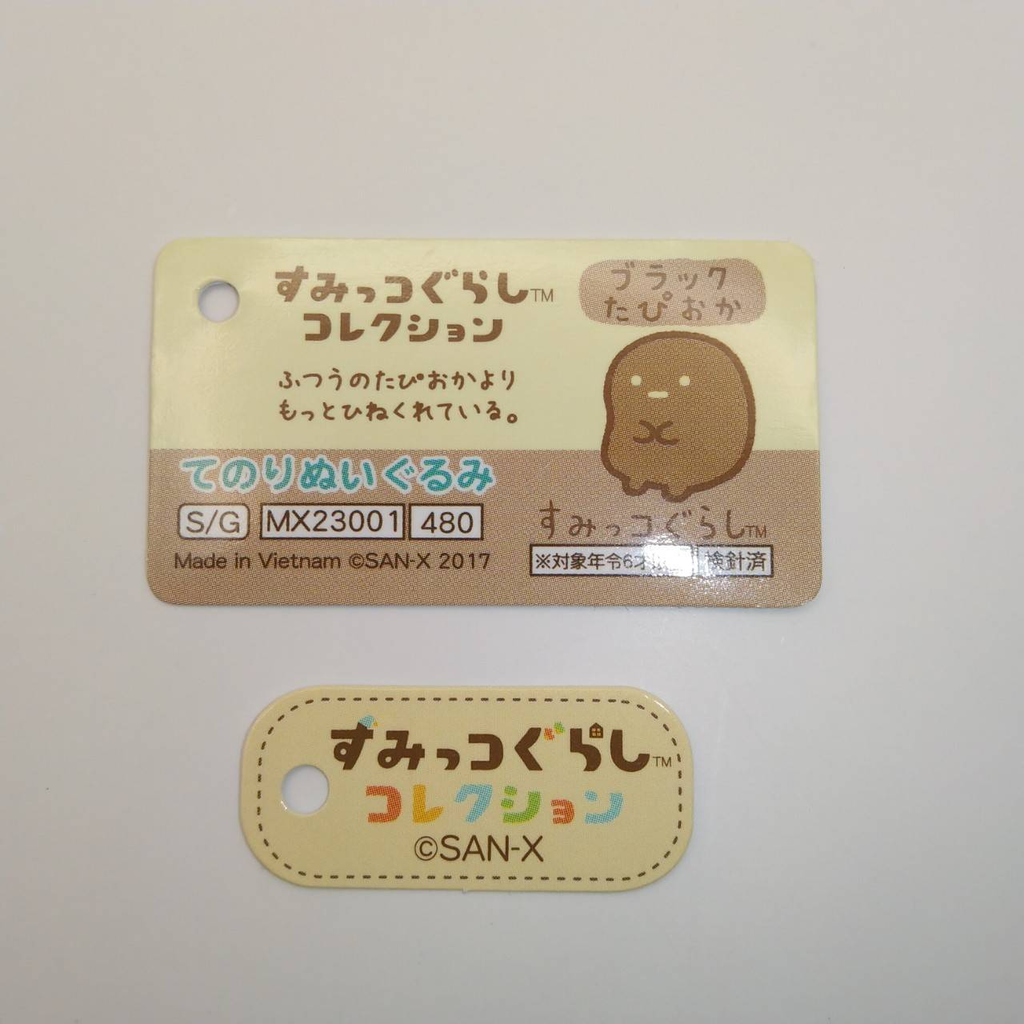 すみっコぐらし™
コレクション
ブラック
たぴおか
ふつうのたぴおかより
もっとひねくれている。
てのりぬいぐるみ
S/G MX23001 480
Made in Vietnam ©SAN-X 2017
すみっコぐらし™
※対象年令6才 検針済
すみっコぐらし™
コレクション
©SAN-X